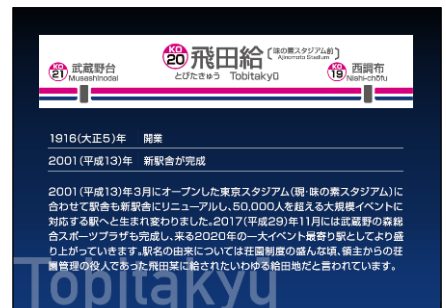 KO 21 武蔵野台 Musashinodai
KO 20 飛田給 (味の素スタジアム前) Ajinomoto Stadium
とびたきゅう Tobitakyū
KO 19 西調布 Nishi-chōfu
1916(大正5)年 開業
2001(平成13)年 新駅舎が完成
2001(平成13)年3月にオープンした東京スタジアム(現・味の素スタジアム)に
合わせて駅舎も新駅舎にリニューアルし、50,000人を超える大規模イベントに
対応する駅へと生まれ変わりました。2017(平成29)年11月には武蔵野の森総
合スポーツプラザも完成し、来る2020年の一大イベント最寄り駅としてより盛
り上がっていきます。駅名の由来については荘園制度の盛んな頃、領主からの荘
園管理の役人であった飛田某に給されたいわゆる給田地だと言われています。
Topitakyu